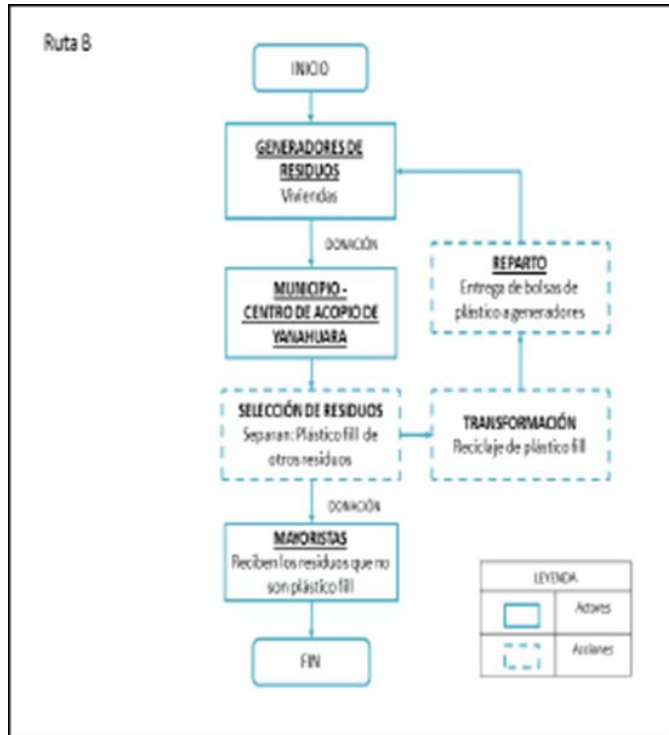 Ruta B
INICIO
GENERADORES DE
RESIDUOS
Viviendas
DONACIÓN
MUNICIPIO -
CENTRO DE ACOPIO DE
YANAHUARA
REPARTO
Entrega de bolsas de
plástico a generadores
SELECCIÓN DE RESIDUOS
Separan: Plástico fill de
otros residuos
TRANSFORMACIÓN
Reciclaje de plástico fill
DONACIÓN
MAYORISTAS
Reciben los residuos que no
son plástico fill
FIN
LEYENDA
Actores
Acciones